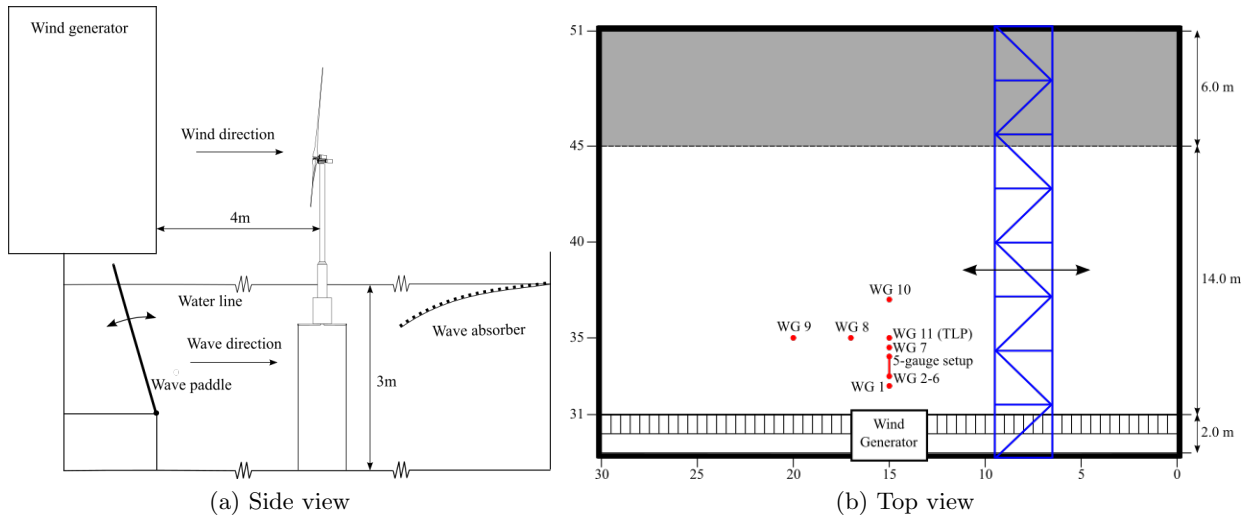 Wind generator
Wind direction
4m
Water line
Wave absorber
Wave direction
3m
Wave paddle
(a) Side view
51
6.0 m
45
40
14.0 m
WG 10
WG 9
WG 8
WG 11 (TLP)
35
WG 7
5-gauge setup
WG 2-6
WG 1
31
Wind
Generator
2.0 m
30
25
20
15
10
5
0
(b) Top view